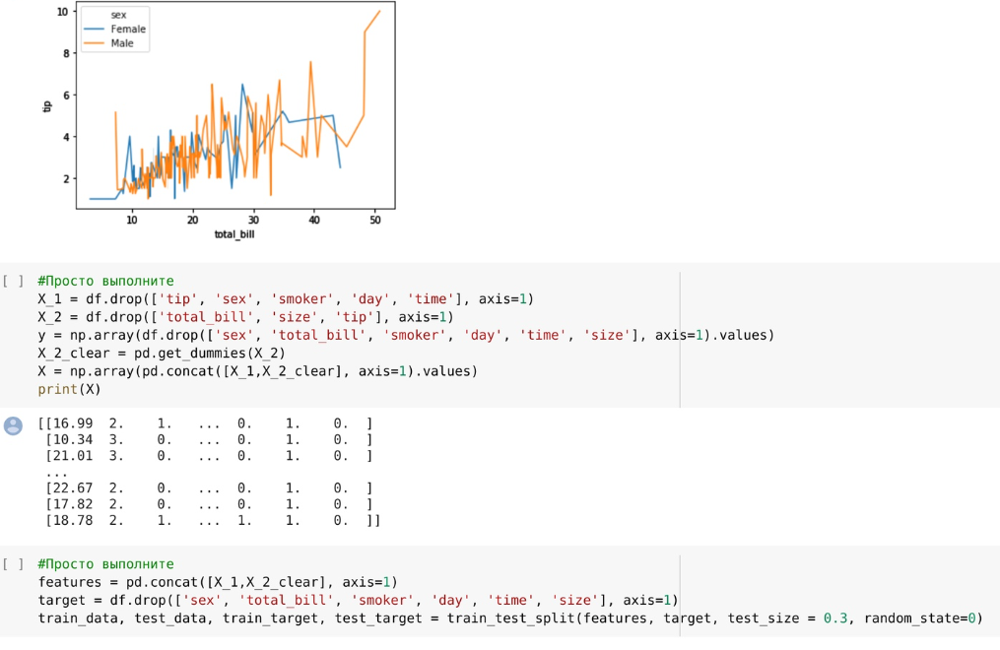 10
sex
Female
Male
8
6
tip
4
2
10 20 30 40 50
total_bill
[ ] #Просто выполните
X_1 = df.drop(['tip', 'sex', 'smoker', 'day', 'time'], axis=1)
X_2 = df.drop(['total_bill', 'size', 'tip'], axis=1)
y = np.array(df.drop(['sex', 'total_bill', 'smoker', 'day', 'time', 'size'], axis=1).values)
X_2_clear = pd.get_dummies(X_2)
X = np.array(pd.concat([X_1,X_2_clear], axis=1).values)
print(X)
[[16.99 2. 1. ... 0. 1. 0. ]
[10.34 3. 0. ... 0. 1. 0. ]
[21.01 3. 0. ... 0. 1. 0. ]
...
[22.67 2. 0. ... 0. 1. 0. ]
[17.82 2. 0. ... 0. 1. 0. ]
[18.78 2. 1. ... 1. 1. 0. ]]
[ ] #Просто выполните
features = pd.concat([X_1,X_2_clear], axis=1)
target = df.drop(['sex', 'total_bill', 'smoker', 'day', 'time', 'size'], axis=1)
train_data, test_data, train_target, test_target = train_test_split(features, target, test_size = 0.3, random_state=0)